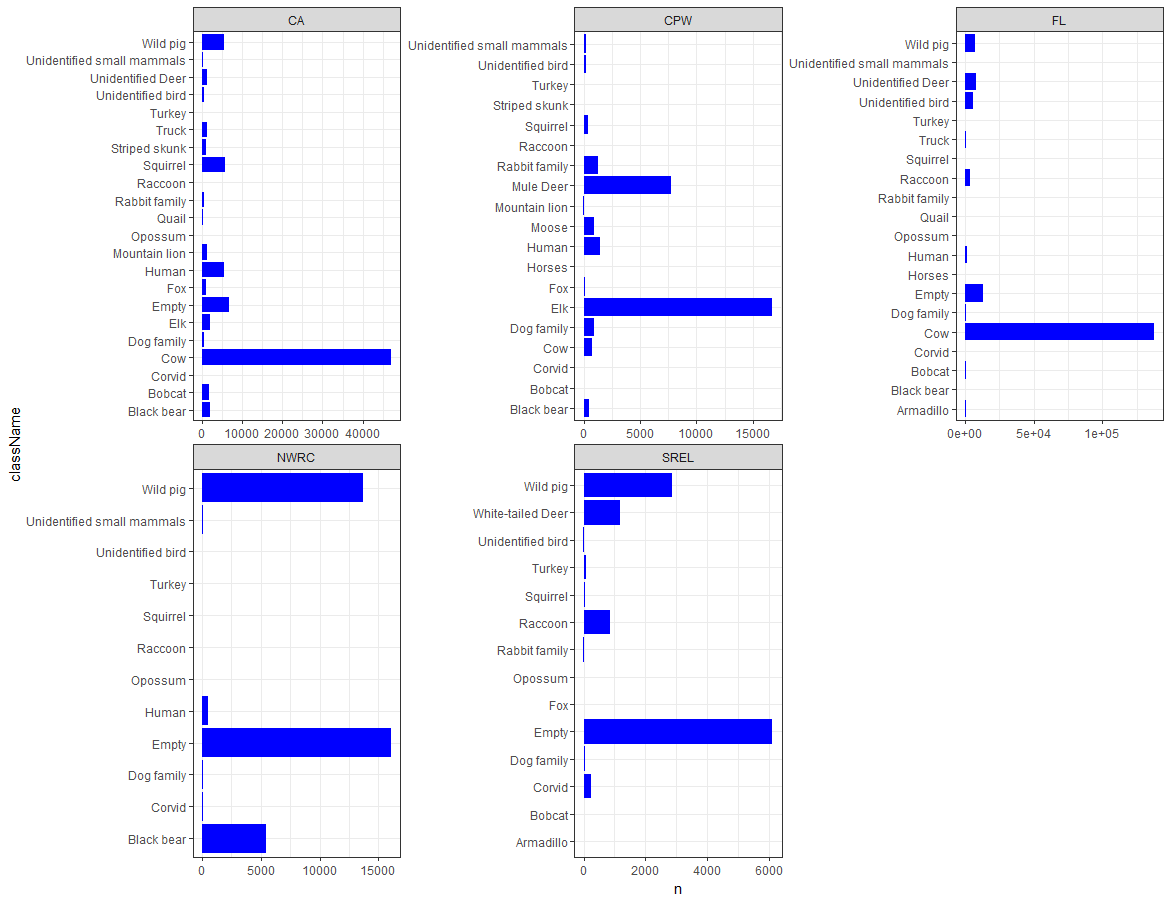 CA
Wild pig
Unidentified small mammals
Unidentified Deer
Unidentified bird
Turkey
Truck
Striped skunk
Squirrel
Raccoon
Rabbit family
Quail
Opossum
Mountain lion
Human
Fox
Empty
Elk
Dog family
Cow
Corvid
Bobcat
Black bear
0 10000 20000 30000 40000
CPW
Unidentified small mammals
Unidentified bird
Turkey
Striped skunk
Squirrel
Raccoon
Rabbit family
Mule Deer
Mountain lion
Moose
Human
Horses
Fox
Elk
Dog family
Cow
Corvid
Bobcat
Black bear
0 5000 10000 15000
FL
Wild pig
Unidentified small mammals
Unidentified Deer
Unidentified bird
Turkey
Truck
Squirrel
Raccoon
Rabbit family
Quail
Opossum
Human
Horses
Empty
Dog family
Cow
Corvid
Bobcat
Black bear
Armadillo
0e+00 5e+04 1e+05
className
NWRC
Wild pig
Unidentified small mammals
Unidentified bird
Turkey
Squirrel
Raccoon
Opossum
Human
Empty
Dog family
Corvid
Black bear
0 5000 10000 15000
SREL
Wild pig
White-tailed Deer
Unidentified bird
Turkey
Squirrel
Raccoon
Rabbit family
Opossum
Fox
Empty
Dog family
Corvid
Bobcat
Armadillo
0 2000 4000 6000
n